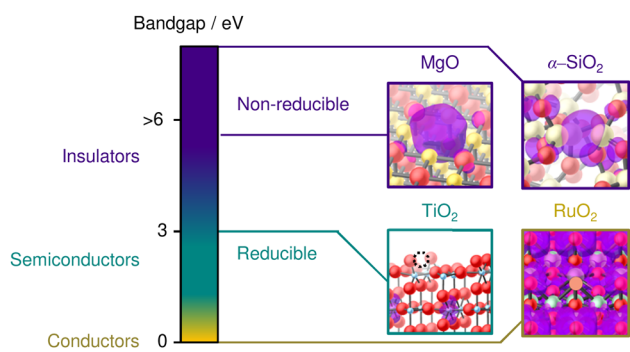 Bandgap / eV
MgO
α–SiO₂
Non-reducible
>6
Insulators
TiO₂
RuO₂
3
Reducible
Semiconductors
Conductors
0